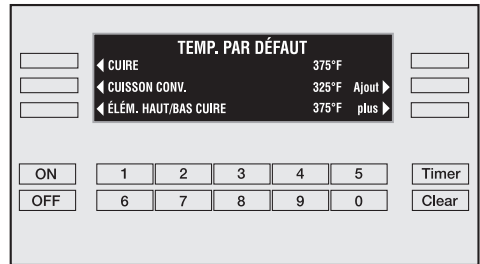 TEMP. PAR DÉFAUT
CUIRE 375°F
CUISSON CONV. 325°F Ajout
ÉLÉM. HAUT/BAS CUIRE 375°F plus
ON 1 2 3 4 5 Timer
OFF 6 7 8 9 0 Clear